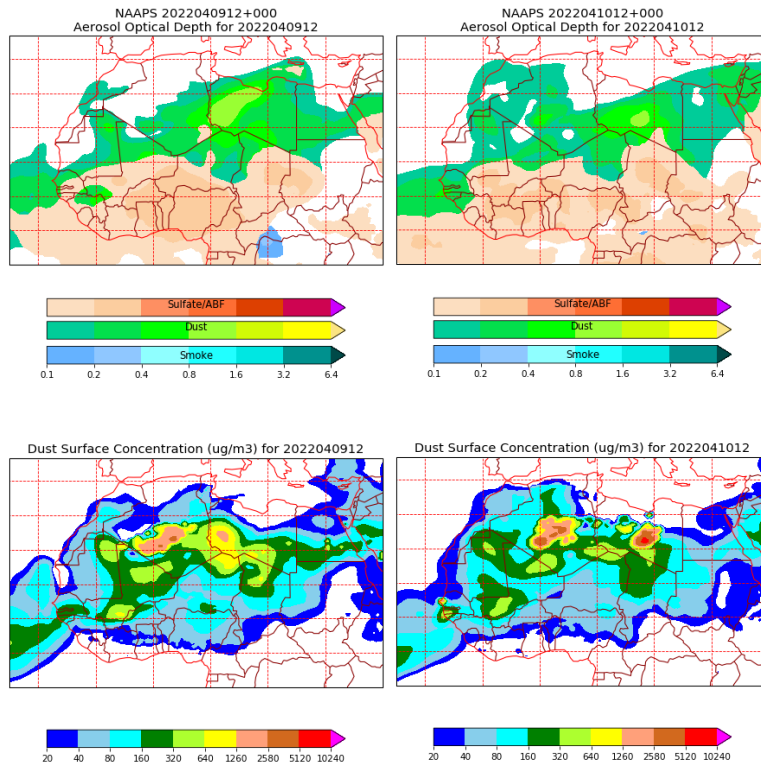 NAAPS 2022040912+000
Aerosol Optical Depth for 2022040912
NAAPS 2022041012+000
Aerosol Optical Depth for 2022041012
Sulfate/ABF
Dust
Smoke
0.1 0.2 0.4 0.8 1.6 3.2 6.4
Sulfate/ABF
Dust
Smoke
0.1 0.2 0.4 0.8 1.6 3.2 6.4
Dust Surface Concentration (ug/m3) for 2022040912
Dust Surface Concentration (ug/m3) for 2022041012
20 40 80 160 320 640 1260 2580 5120 10240
20 40 80 160 320 640 1260 2580 5120 10240